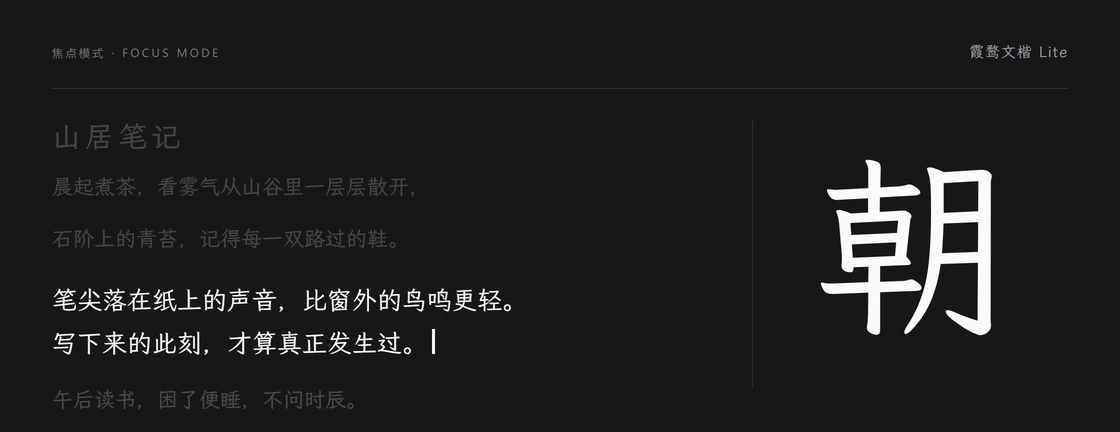 焦点模式 · FOCUS MODE
霞鹜文楷 Lite
山居笔记
晨起煮茶，看雾气从山谷里一层层散开，
石阶上的青苔，记得每一双路过的鞋。
笔尖落在纸上的声音，比窗外的鸟鸣更轻。
写下来的此刻，才算真正发生过。
午后读书，困了便睡，不问时辰。
朝